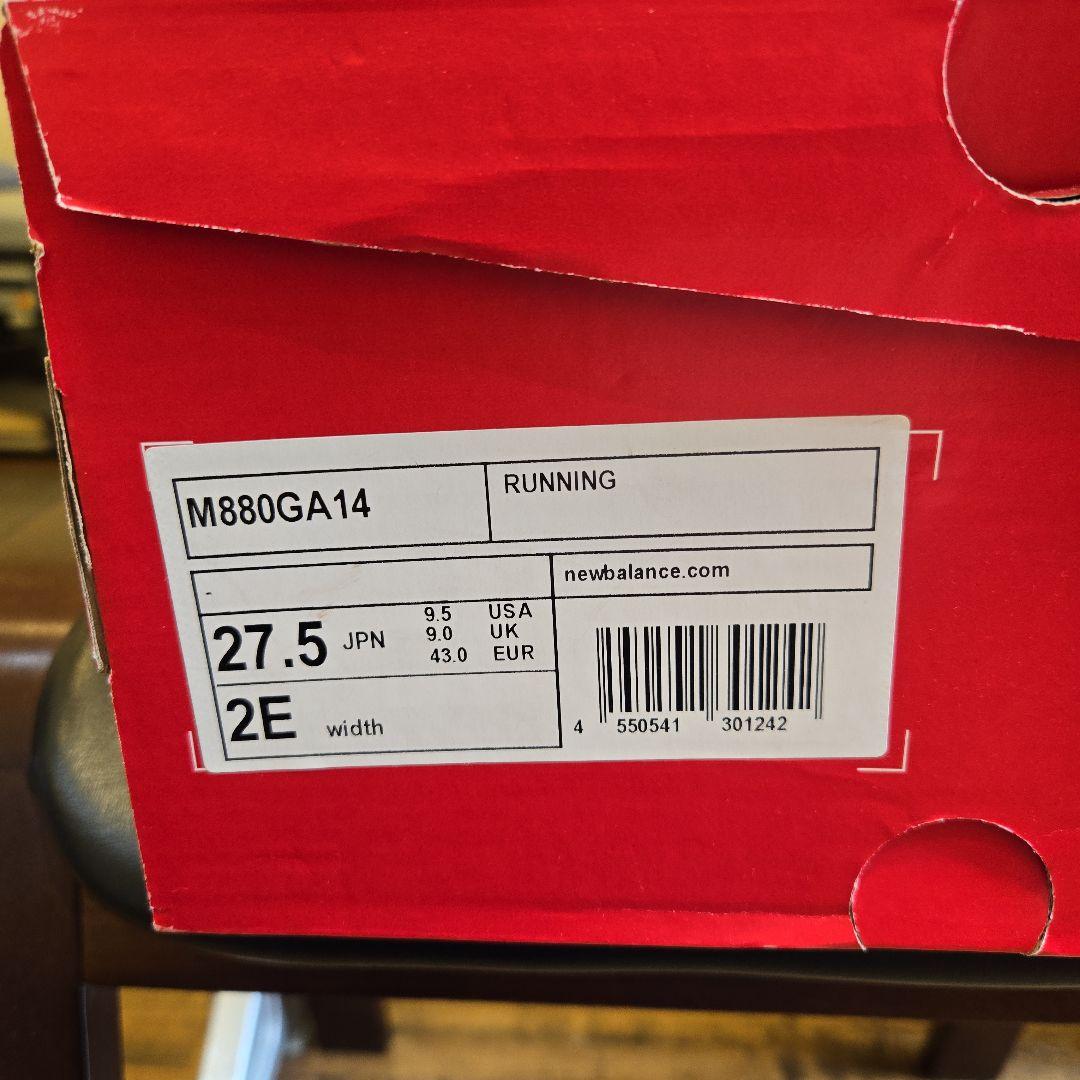 M880GA14
RUNNING
-
newbalance.com
27.5 JPN
9.5 USA
9.0 UK
43.0 EUR
2E width
4 550541 301242